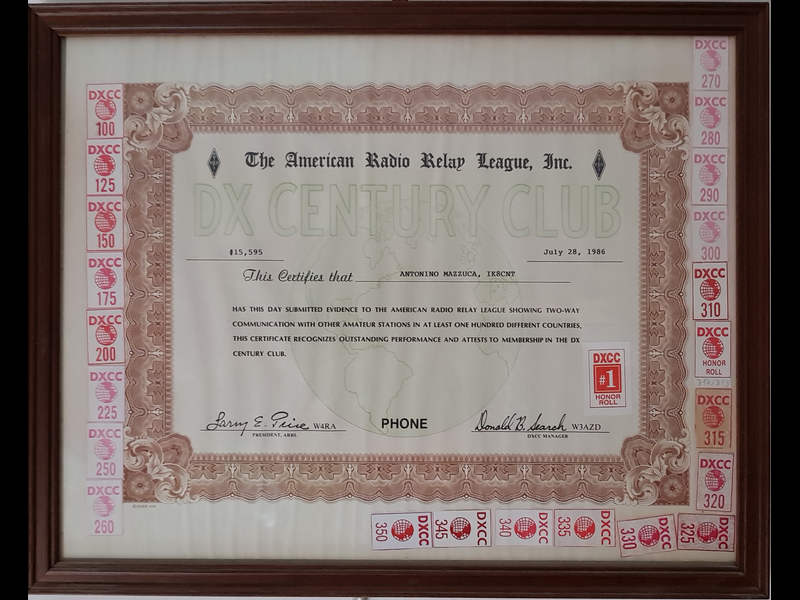 The American Radio Relay League, Inc.
DX CENTURY CLUB
#15,595
July 28, 1986
This Certifies that ANTONINO MAZZUCA, IK8CNT
HAS THIS DAY SUBMITTED EVIDENCE TO THE AMERICAN RADIO RELAY LEAGUE SHOWING TWO-WAY
COMMUNICATION WITH OTHER AMATEUR STATIONS IN AT LEAST ONE HUNDRED DIFFERENT COUNTRIES,
THIS CERTIFICATE RECOGNIZES OUTSTANDING PERFORMANCE AND ATTESTS TO MEMBERSHIP IN THE DX
CENTURY CLUB.
DXCC
#1
HONOR
ROLL
Larry E. Price W4RA
PRESIDENT, ARRL
PHONE
Donald B. Search W3AZD
DXCC MANAGER
DXCC
100
DXCC
125
DXCC
150
DXCC
175
DXCC
200
DXCC
225
DXCC
250
DXCC
260
DXCC
270
DXCC
280
DXCC
290
DXCC
300
DXCC
310
DXCC
HONOR
ROLL
DXCC
315
DXCC
320
DXCC
325
DXCC
330
DXCC
335
DXCC
340
DXCC
345
DXCC
350